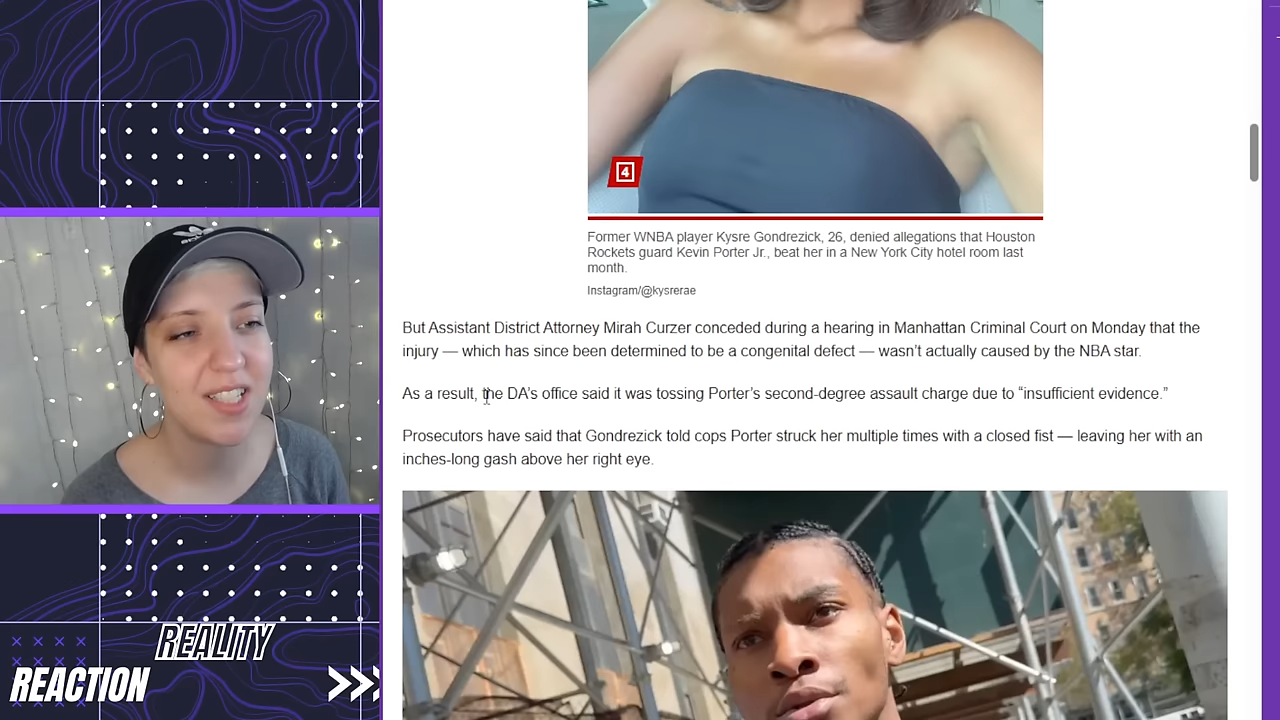 4
Former WNBA player Kysre Gondrezick, 26, denied allegations that Houston
Rockets guard Kevin Porter Jr., beat her in a New York City hotel room last
month.
Instagram/@kysrerae
But Assistant District Attorney Mirah Curzer conceded during a hearing in Manhattan Criminal Court on Monday that the
injury — which has since been determined to be a congenital defect — wasn’t actually caused by the NBA star.
As a result, the DA’s office said it was tossing Porter’s second-degree assault charge due to “insufficient evidence.”
Prosecutors have said that Gondrezick told cops Porter struck her multiple times with a closed fist — leaving her with an
inches-long gash above her right eye.
REALITY
REACTION